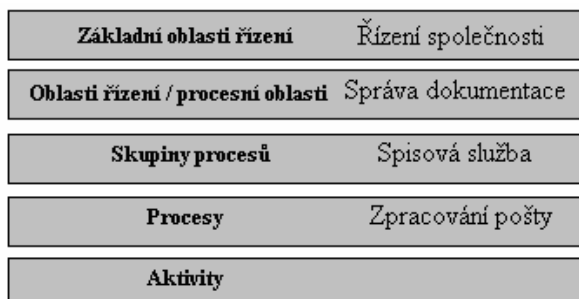 Základní oblasti řízení Řízení společnosti
Oblasti řízení / procesní oblasti Správa dokumentace
Skupiny procesů Spisová služba
Procesy Zpracování pošty
Aktivity